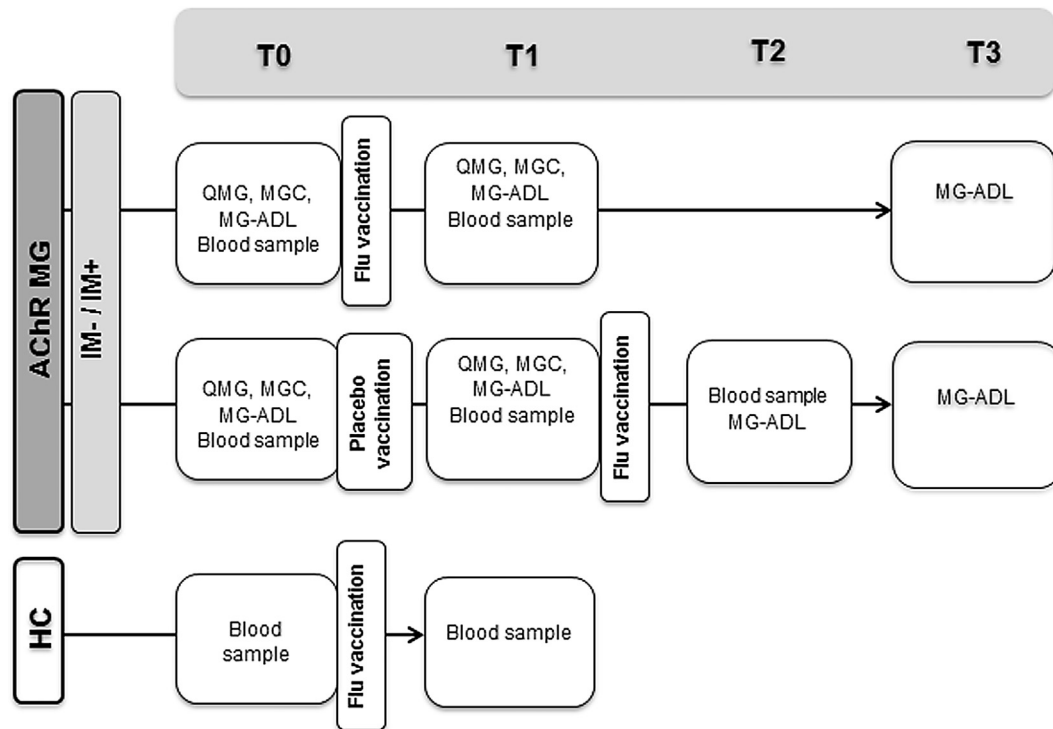 T0
T1
T2
T3
AChR MG
IM- / IM+
QMG, MGC,
MG-ADL
Blood sample
Flu vaccination
QMG, MGC,
MG-ADL
Blood sample
MG-ADL
QMG, MGC,
MG-ADL
Blood sample
Placebo
vaccination
QMG, MGC,
MG-ADL
Blood sample
Flu vaccination
Blood sample
MG-ADL
MG-ADL
HC
Blood
sample
Flu vaccination
Blood sample